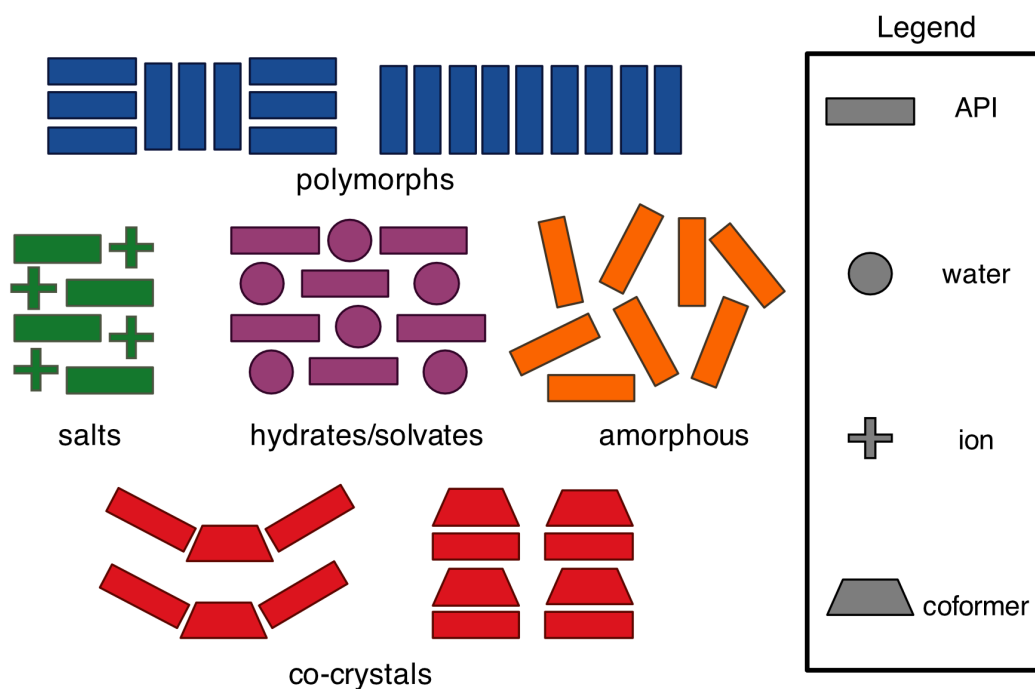 Legend
API
polymorphs
water
salts
hydrates/solvates
amorphous
ion
coformer
co-crystals